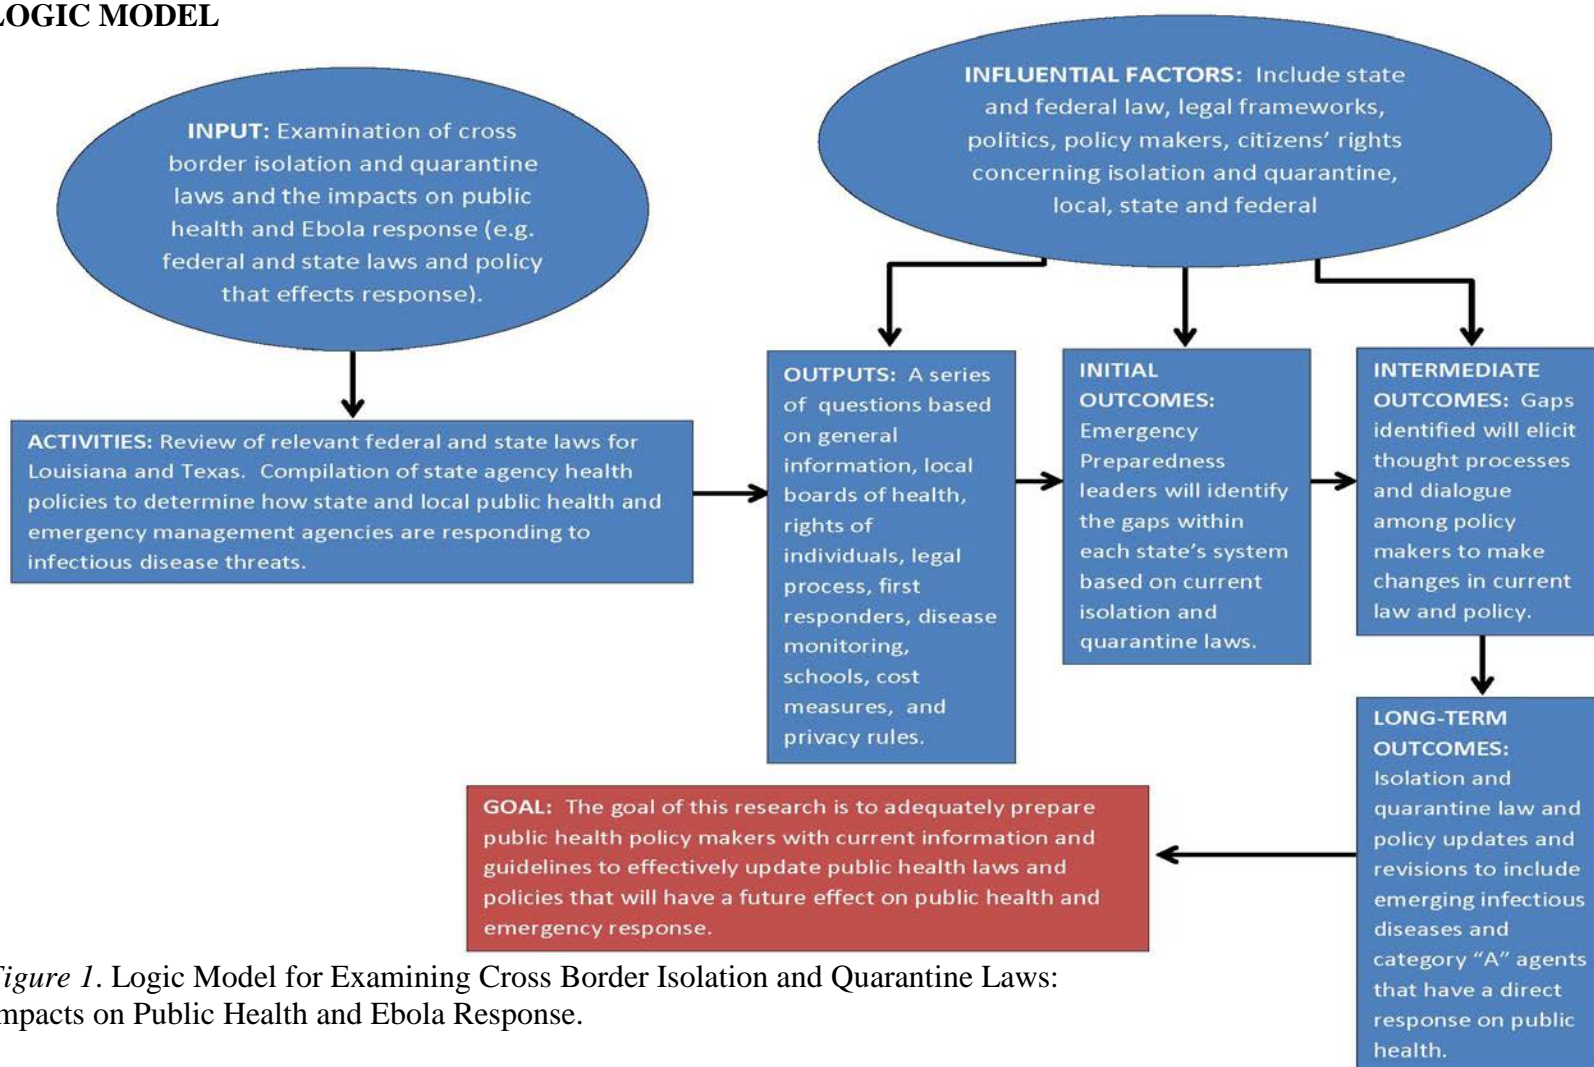 LOGIC MODEL
INPUT: Examination of cross
border isolation and quarantine
laws and the impacts on public
health and Ebola response (e.g.
federal and state laws and policy
that effects response).
INFLUENTIAL FACTORS: Include state
and federal law, legal frameworks,
politics, policy makers, citizens’ rights
concerning isolation and quarantine,
local, state and federal
ACTIVITIES: Review of relevant federal and state laws for
Louisiana and Texas. Compilation of state agency health
policies to determine how state and local public health and
emergency management agencies are responding to
infectious disease threats.
OUTPUTS: A series
of questions based
on general
information, local
boards of health,
rights of
individuals, legal
process, first
responders, disease
monitoring,
schools, cost
measures, and
privacy rules.
INITIAL
OUTCOMES:
Emergency
Preparedness
leaders will identify
the gaps within
each state’s system
based on current
isolation and
quarantine laws.
INTERMEDIATE
OUTCOMES: Gaps
identified will elicit
thought processes
and dialogue
among policy
makers to make
changes in current
law and policy.
LONG-TERM
OUTCOMES:
Isolation and
quarantine law and
policy updates and
revisions to include
emerging infectious
diseases and
category “A” agents
that have a direct
response on public
health.
GOAL: The goal of this research is to adequately prepare
public health policy makers with current information and
guidelines to effectively update public health laws and
policies that will have a future effect on public health and
emergency response.
Figure 1. Logic Model for Examining Cross Border Isolation and Quarantine Laws:
Impacts on Public Health and Ebola Response.